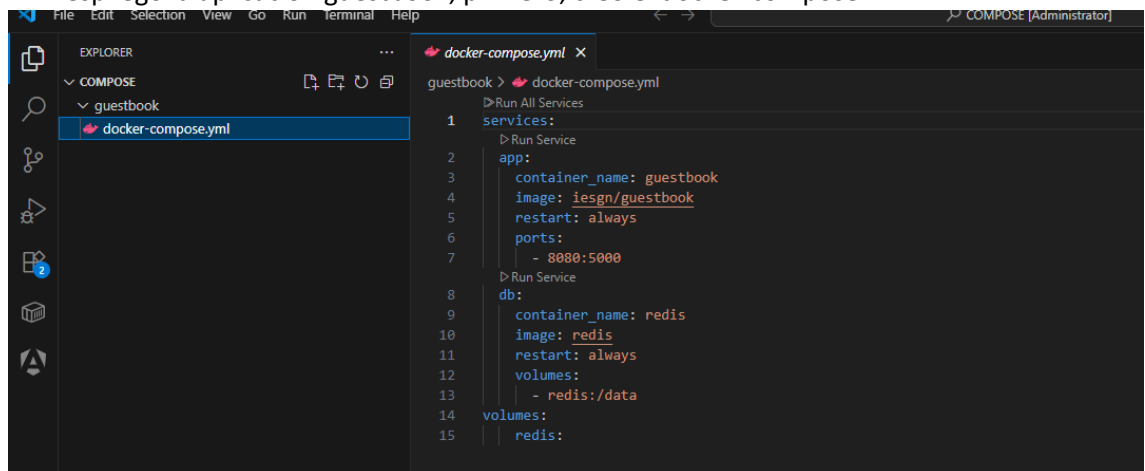 File Edit Selection View Go Run Terminal Help
COMPOSE [Administrator]
EXPLORER
COMPOSE
guestbook
docker-compose.yml
2
docker-compose.yml
guestbook > docker-compose.yml
Run All Services
1 services:
Run Service
2 app:
3 container_name: guestbook
4 image: iesgn/guestbook
5 restart: always
6 ports:
7 - 8080:5000
Run Service
8 db:
9 container_name: redis
10 image: redis
11 restart: always
12 volumes:
13 - redis:/data
14 volumes:
15 redis: